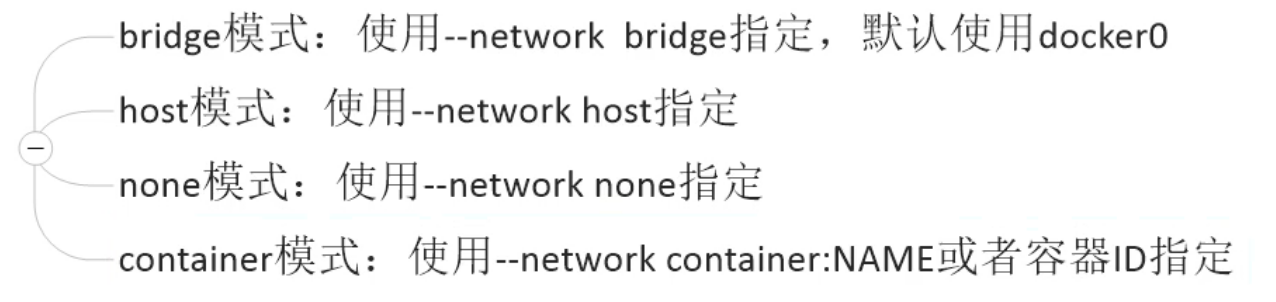 bridge模式：使用--network bridge指定，默认使用docker0
host模式：使用--network host指定
none模式：使用--network none指定
container模式：使用--network container:NAME或者容器ID指定